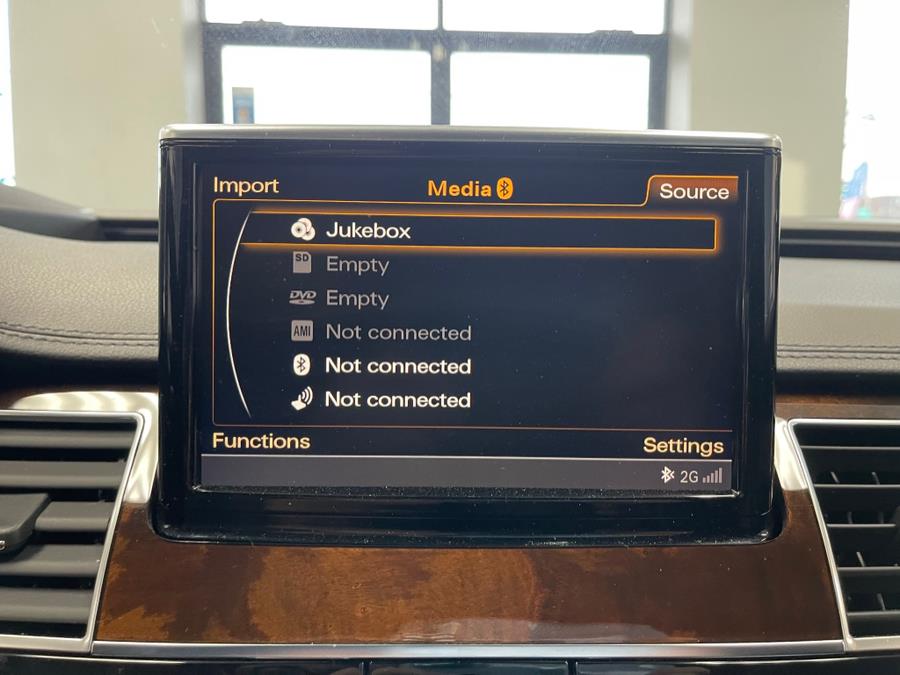 Import
Media
Source
Jukebox
SD Empty
DVD Empty
AMI Not connected
Not connected
Not connected
Functions
Settings
2G